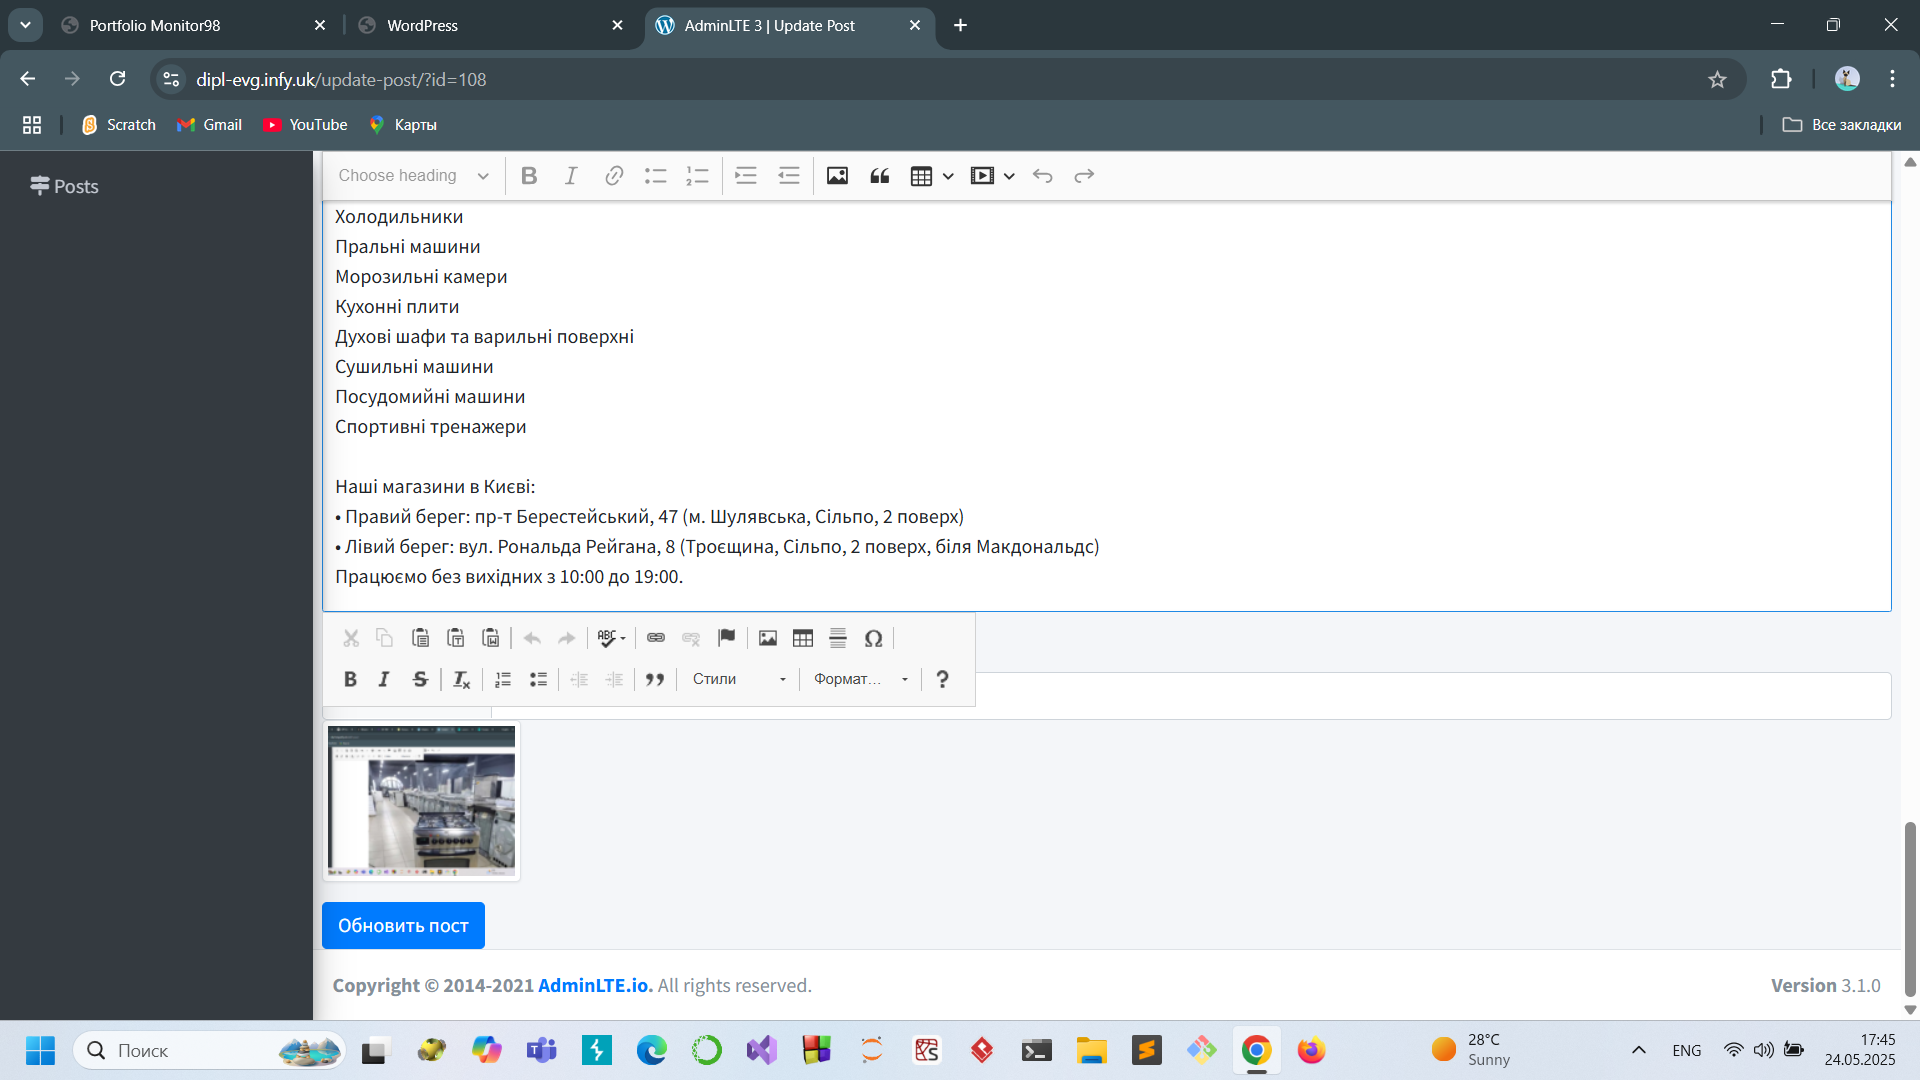 Portfolio Monitor98
WordPress
AdminLTE 3 | Update Post
dipl-evg.infy.uk/update-post/?id=108
Scratch
Gmail
YouTube
Карты
Все закладки
Posts
Choose heading
Холодильники
Пральні машини
Морозильні камери
Кухонні плити
Духові шафи та варильні поверхні
Сушильні машини
Посудомийні машини
Спортивні тренажери
Наші магазини в Києві:
• Правий берег: пр-т Берестейський, 47 (м. Шулявська, Сільпо, 2 поверх)
• Лівий берег: вул. Рональда Рейгана, 8 (Троєщина, Сільпо, 2 поверх, біля Макдональдс)
Працюємо без вихідних з 10:00 до 19:00.
Стили
Формат...
Обновить пост
Copyright © 2014-2021 AdminLTE.io. All rights reserved.
Version 3.1.0
Поиск
28°C
Sunny
ENG
17:45
24.05.2025